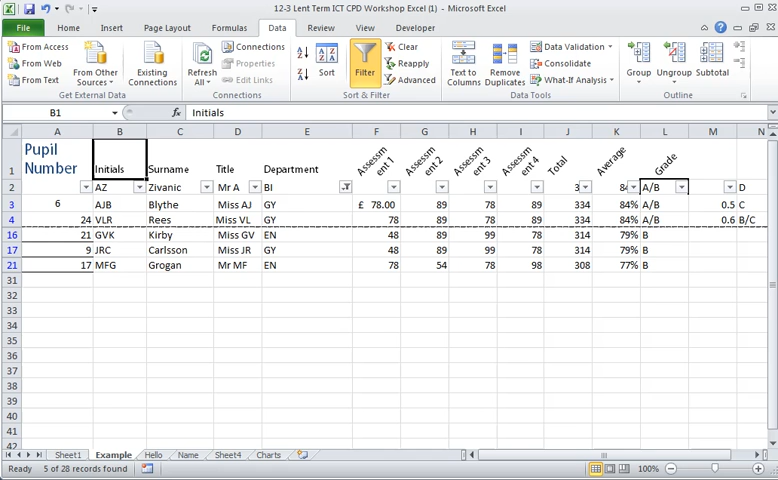 12-3 Lent Term ICT CPD Workshop Excel (1) - Microsoft Excel
File Home Insert Page Layout Formulas Data Review View Developer
From Access
From Web
From Text
From Other Sources
Existing Connections
Get External Data
Refresh All
Connections
Properties
Edit Links
Connections
Sort
Filter
Clear
Reapply
Advanced
Sort & Filter
Text to Columns
Remove Duplicates
Data Validation
Consolidate
What-If Analysis
Data Tools
Group
Ungroup
Subtotal
Outline
B1 fx Initials
A B C D E F G H I J K L M N
1 Pupil Number Initials Surname Title Department Assessment 1 Assessment 2 Assessment 3 Assessment 4 Total Average Grade
2 AZ Zivanic Mr A BI 3 84 A/B D
3 6 AJB Blythe Miss AJ GY £ 78.00 89 78 89 334 84% A/B 0.5 C
4 24 VLR Rees Miss VL GY 78 89 78 89 334 84% A/B 0.6 B/C
16 21 GVK Kirby Miss GV EN 48 89 99 78 314 79% B
17 9 JRC Carlsson Miss JR GY 48 89 99 78 314 79% B
21 17 MFG Grogan Mr MF EN 78 54 78 98 308 77% B
31
32
33
34
35
36
37
38
39
40
41
42
Sheet1 Example Hello Name Sheet4 Charts
Ready 5 of 28 records found 100%